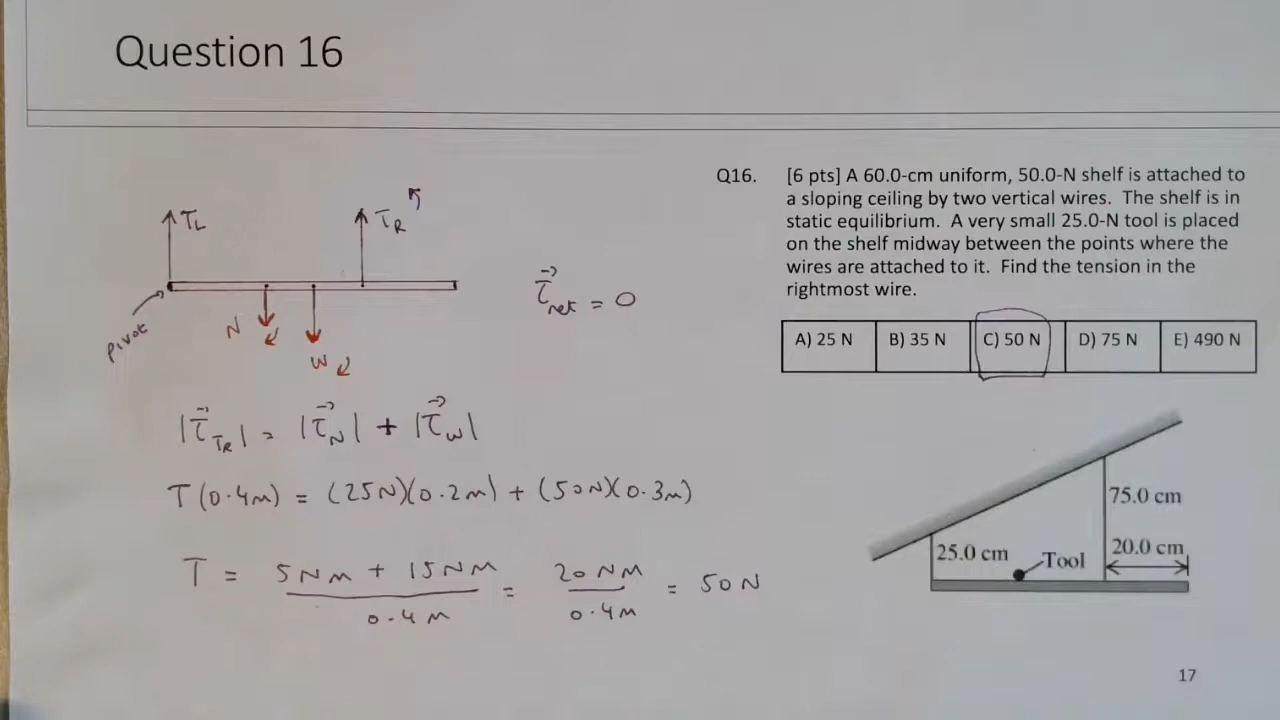 Question 16
Q16. [6 pts] A 60.0-cm uniform, 50.0-N shelf is attached to
a sloping ceiling by two vertical wires. The shelf is in
static equilibrium. A very small 25.0-N tool is placed
on the shelf midway between the points where the
wires are attached to it. Find the tension in the
rightmost wire.
A) 25 N B) 35 N C) 50 N D) 75 N E) 490 N
T_L
T_R
pivot
N
W
τ⃗_net = 0
|τ⃗_TR| = |τ⃗_N| + |τ⃗_W|
T(0.4m) = (25N)(0.2m) + (50N)(0.3m)
T = 5Nm + 15Nm / 0.4m = 20Nm / 0.4m = 50N
75.0 cm
25.0 cm
Tool
20.0 cm
17